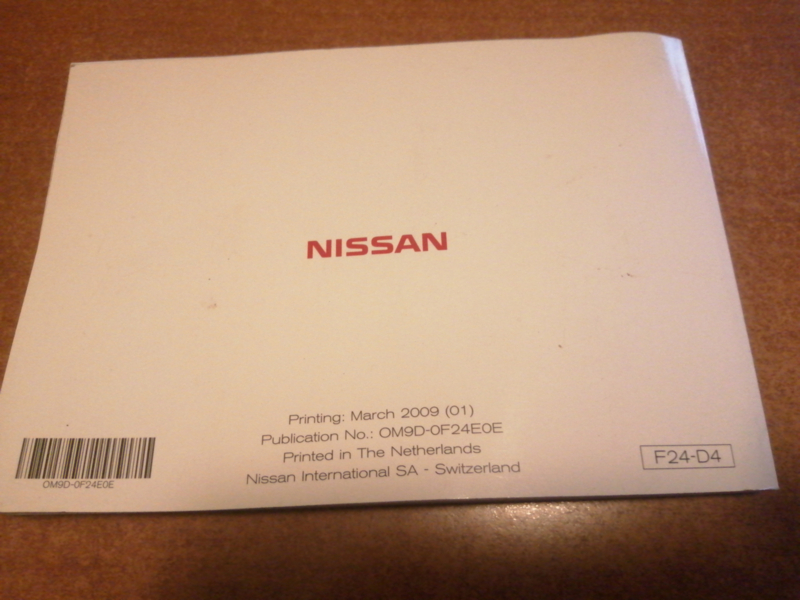 NISSAN
Printing: March 2009 (01)
Publication No.: OM9D-0F24E0E
Printed in The Netherlands
Nissan International SA - Switzerland
OM9D-0F24E0E
F24-D4